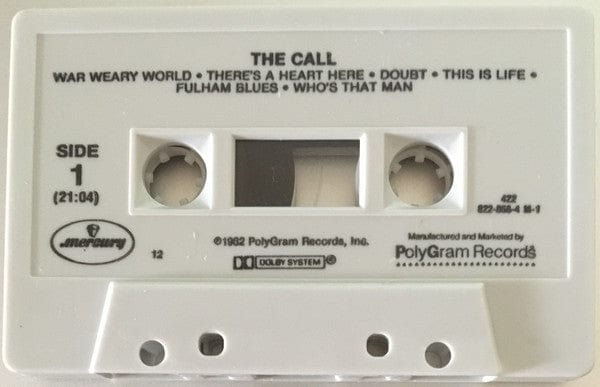 THE CALL
WAR WEARY WORLD • THERE'S A HEART HERE • DOUBT • THIS IS LIFE •
FULHAM BLUES • WHO'S THAT MAN
SIDE
1
(21:04)
422
822-066-4 M-1
mercury
12
©1982 PolyGram Records, Inc.
DOLBY SYSTEM®
Manufactured and Marketed by
PolyGram Records